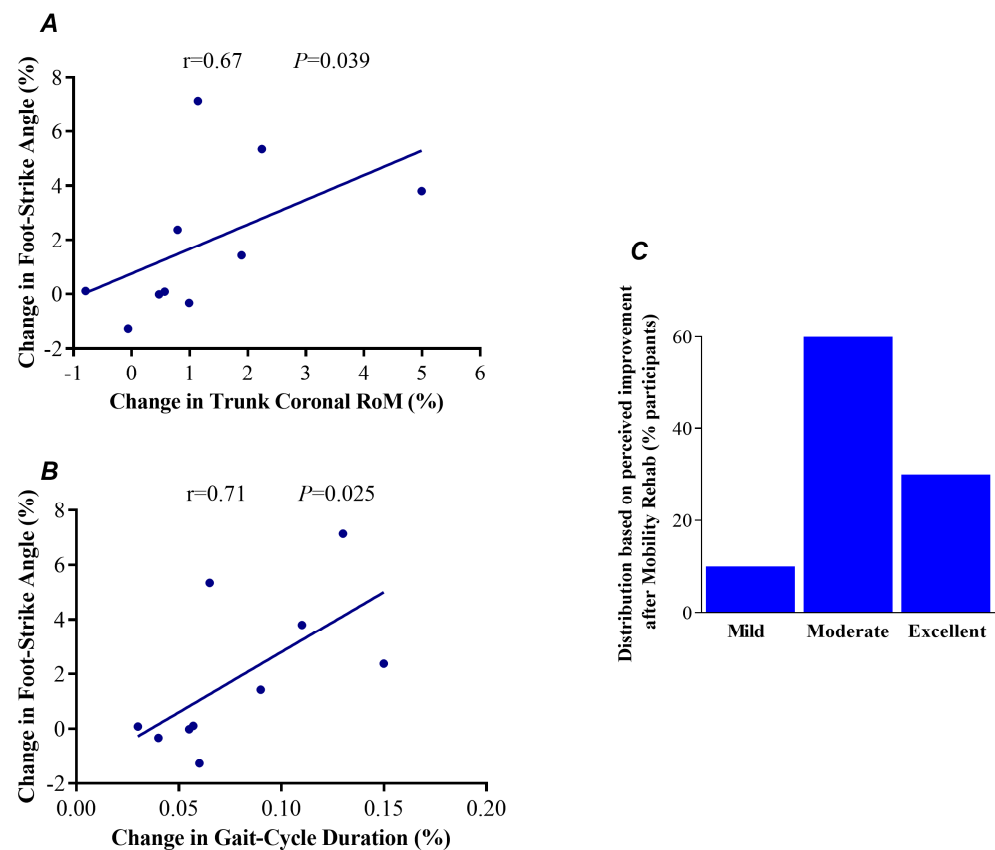 A
r=0.67 P=0.039
Change in Foot-Strike Angle (%)
8
6
4
2
0
-2
-1 0 1 2 3 4 5 6
Change in Trunk Coronal RoM (%)
B
r=0.71 P=0.025
Change in Foot-Strike Angle (%)
8
6
4
2
0
-2
0.00 0.05 0.10 0.15 0.20
Change in Gait-Cycle Duration (%)
C
Distribution based on perceived improvement
after Mobility Rehab (% participants)
60
40
20
0
Mild Moderate Excellent